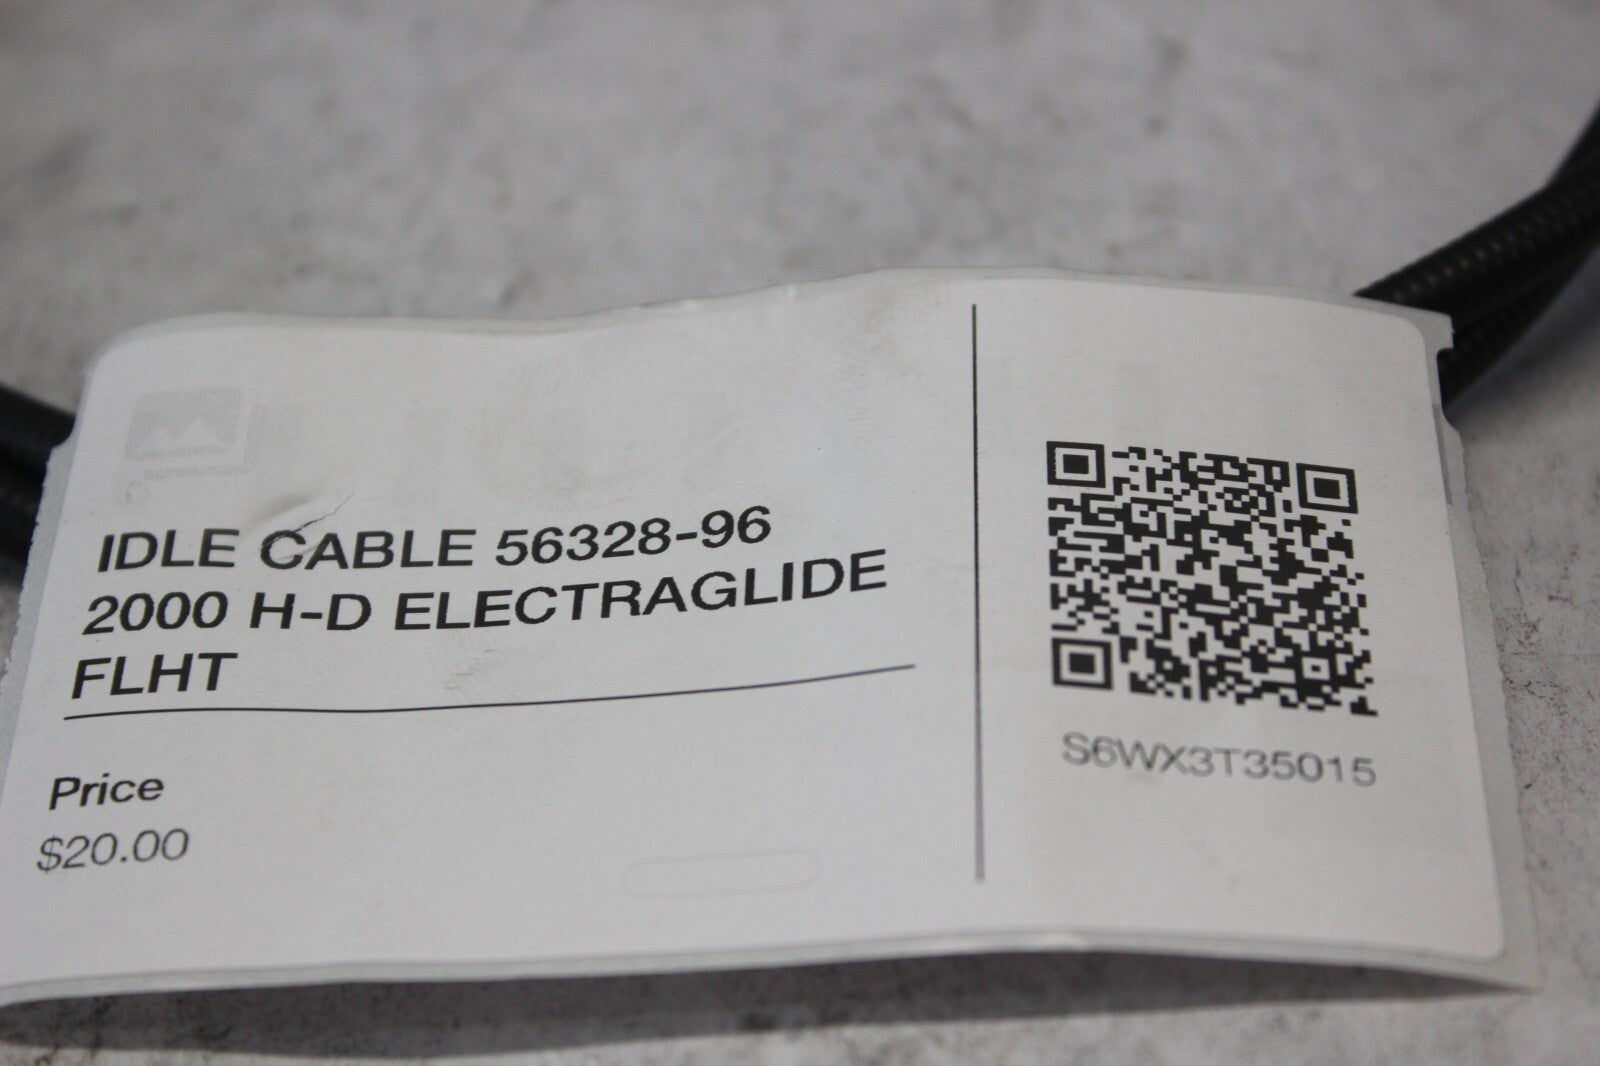 IDLE CABLE 56328-96
2000 H-D ELECTRAGLIDE
FLHT
Price
$20.00
S6WX3T35015